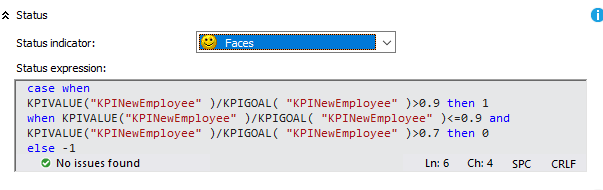 Status
Status indicator:
Faces
Status expression:
case when
KPIVALUE("KPINewEmployee" )/KPIGOAL( "KPINewEmployee" )>0.9 then 1
when KPIVALUE("KPINewEmployee" )/KPIGOAL( "KPINewEmployee" )<=0.9 and
KPIVALUE("KPINewEmployee" )/KPIGOAL( "KPINewEmployee" )>0.7 then 0
else -1
No issues found Ln: 6 Ch: 4 SPC CRLF